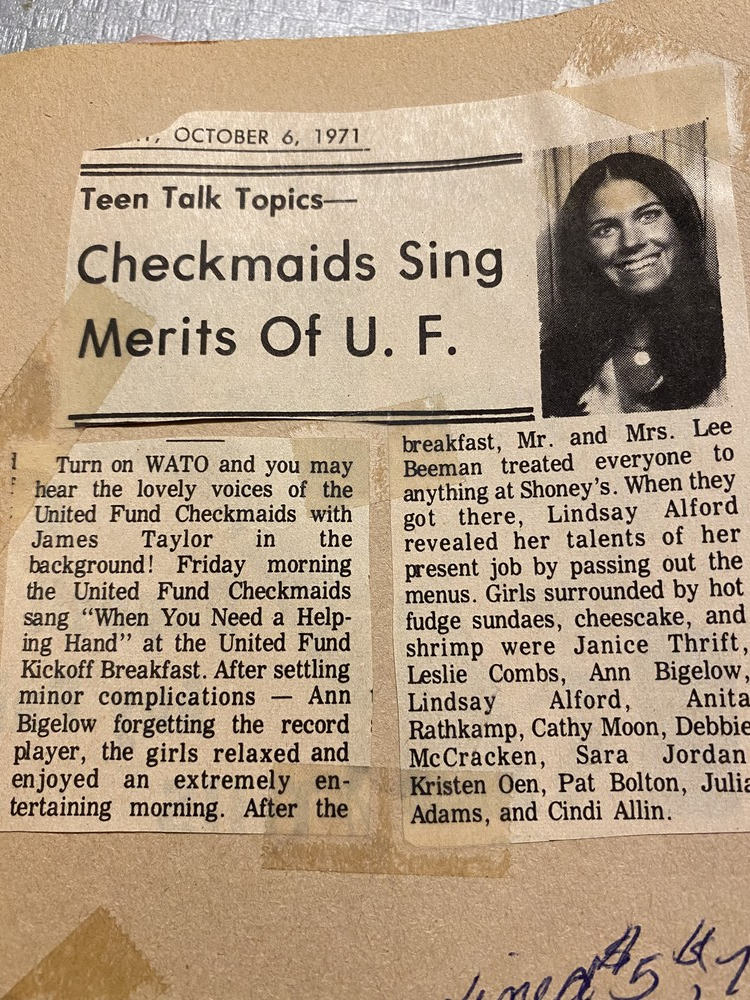 OCTOBER 6, 1971
Teen Talk Topics—
Checkmaids Sing
Merits Of U. F.
Turn on WATO and you may
hear the lovely voices of the
United Fund Checkmaids with
James Taylor in the
background! Friday morning
the United Fund Checkmaids
sang “When You Need a Help-
ing Hand” at the United Fund
Kickoff Breakfast. After settling
minor complications — Ann
Bigelow forgetting the record
player, the girls relaxed and
enjoyed an extremely en-
tertaining morning. After the
breakfast, Mr. and Mrs. Lee
Beeman treated everyone to
anything at Shoney's. When they
got there, Lindsay Alford
revealed her talents of her
present job by passing out the
menus. Girls surrounded by hot
fudge sundaes, cheescake, and
shrimp were Janice Thrift,
Leslie Combs, Ann Bigelow,
Lindsay Alford, Anita
Rathkamp, Cathy Moon, Debbie
McCracken, Sara Jordan
Kristen Oen, Pat Bolton, Julia
Adams, and Cindi Allin.